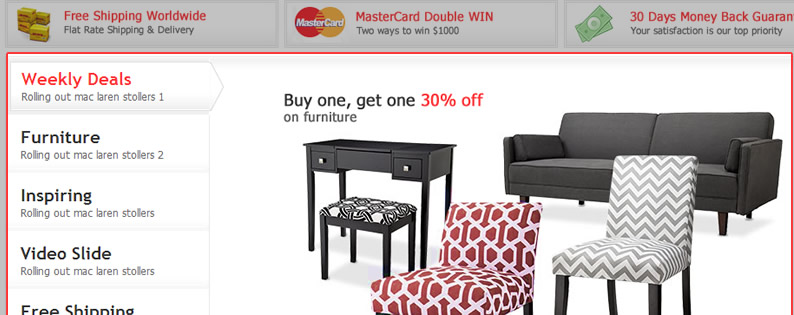 Free Shipping Worldwide
Flat Rate Shipping & Delivery
MasterCard
MasterCard Double WIN
Two ways to win $1000
30 Days Money Back Guaran
Your satisfaction is our top priority
Weekly Deals
Rolling out mac laren stollers 1
Furniture
Rolling out mac laren stollers 2
Inspiring
Rolling out mac laren stollers
Video Slide
Rolling out mac laren stollers
Free Shipping
Buy one, get one 30% off
on furniture